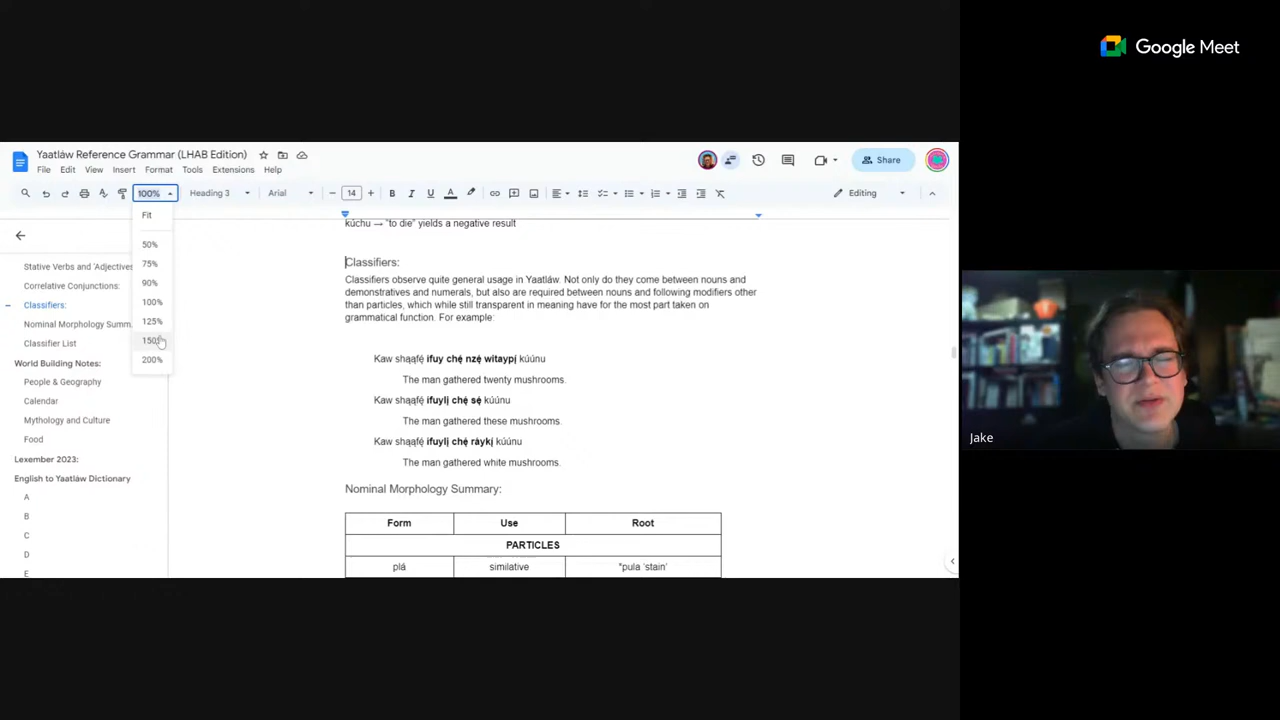 Google Meet
Yaatláw Reference Grammar (LHAB Edition)
File Edit View Insert Format Tools Extensions Help
Share
100% Heading 3 Arial 14 Editing
Fit
50%
75%
90%
100%
125%
200%
Stative Verbs and 'Adjectives
Correlative Conjunctions:
Classifiers:
Nominal Morphology Summ.
Classifier List
World Building Notes:
People & Geography
Calendar
Mythology and Culture
Food
Lexember 2023:
English to Yaatláw Dictionary
A
B
C
D
E
kúchu → "to die" yields a negative result
Classifiers:
Classifiers observe quite general usage in Yaatláw. Not only do they come between nouns and
demonstratives and numerals, but also are required between nouns and following modifiers other
than particles, which while still transparent in meaning have for the most part taken on
grammatical function. For example:
Kaw shąąfę́ ifuy chę́ nzę́ witaypį́ kúúnu
The man gathered twenty mushrooms.
Kaw shąąfę́ ifuylį chę́ sę́ kúúnu
The man gathered these mushrooms.
Kaw shąąfę́ ifuylį chę́ ráykį́ kúúnu
The man gathered white mushrooms.
Nominal Morphology Summary:
Form Use Root
PARTICLES
plá similative *pula 'stain'
Jake